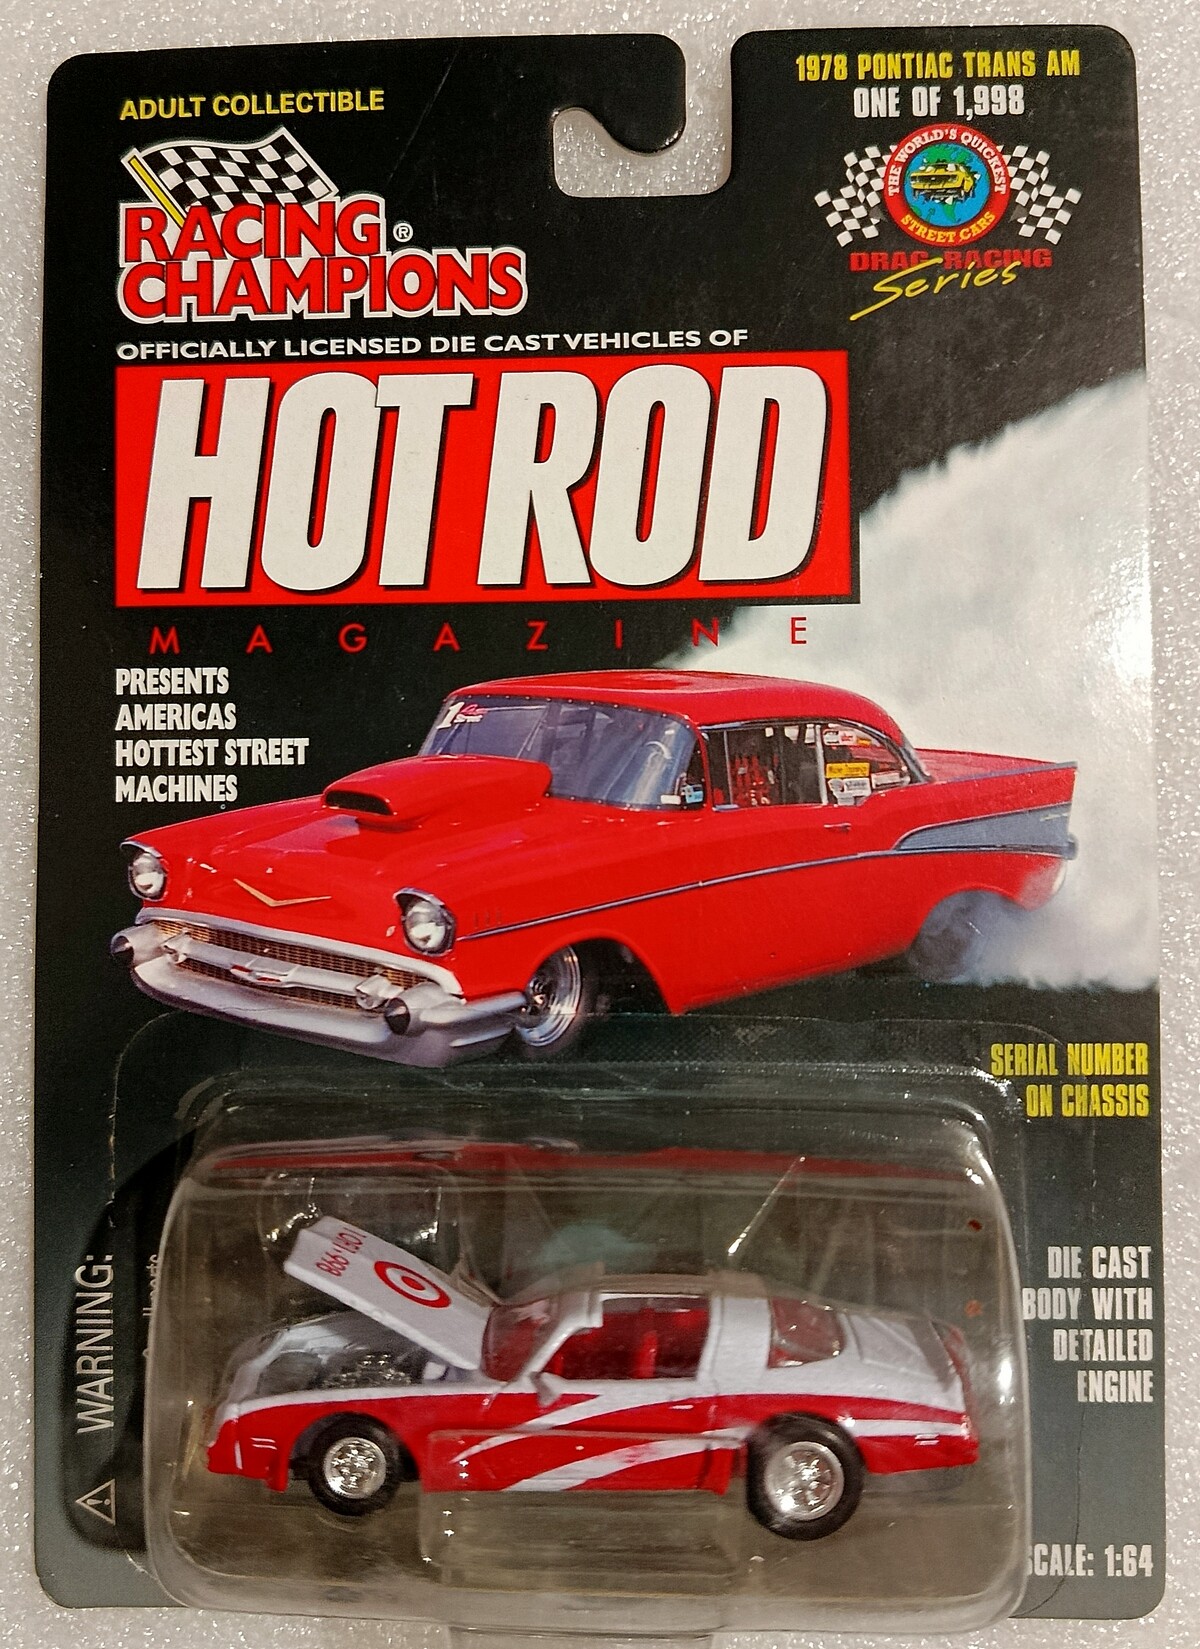 ADULT COLLECTIBLE
1978 PONTIAC TRANS AM
ONE OF 1,998
THE WORLD'S QUICKEST
STREET CARS
DRAG RACING
Series
RACING ®
CHAMPIONS
OFFICIALLY LICENSED DIE CAST VEHICLES OF
HOT ROD
MAGAZINE
PRESENTS
AMERICAS
HOTTEST STREET
MACHINES
1
SERIAL NUMBER
ON CHASSIS
WARNING:
DIE CAST
BODY WITH
DETAILED
ENGINE
SCALE: 1:64